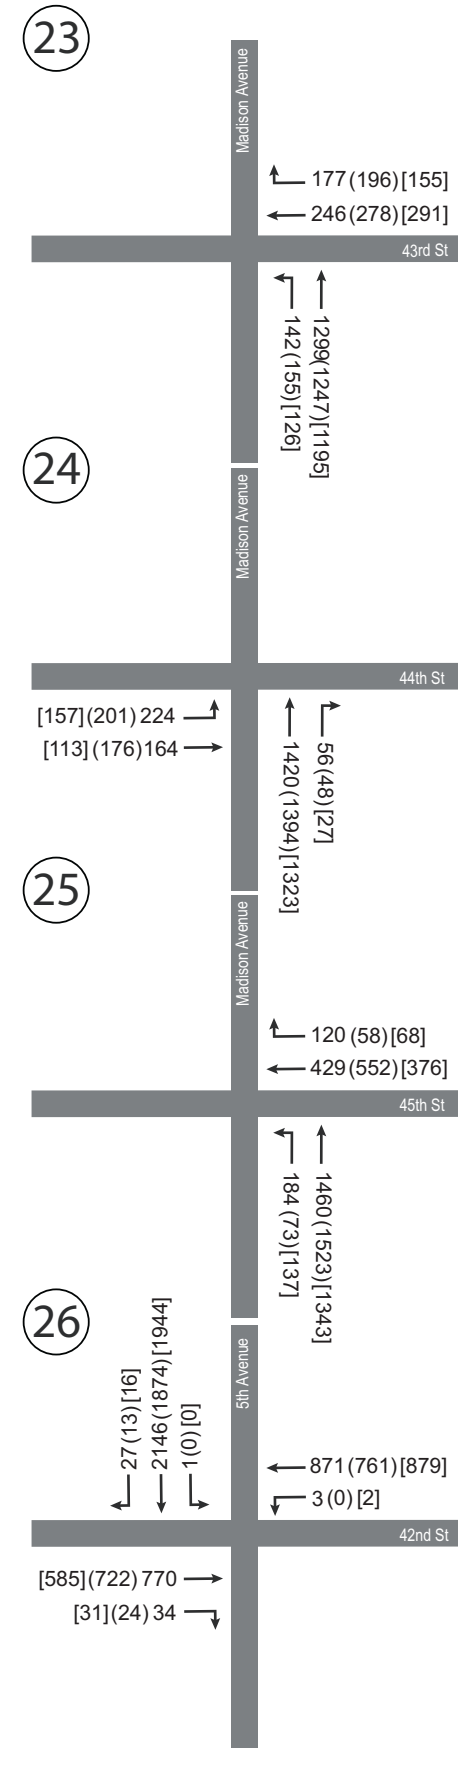 23
Madison Avenue
177 (196) [155]
246 (278) [291]
43rd St
142 (155) [126]
1299(1247)[1195]
24
Madison Avenue
44th St
[157] (201) 224
[113] (176) 164
1420(1394)[1323]
56 (48) [27]
25
Madison Avenue
120 (58) [68]
429 (552) [376]
45th St
184 (73) [137]
1460 (1523) [1343]
26
27 (13) [16]
2146 (1874) [1944]
1 (0) [0]
5th Avenue
871 (761) [879]
3 (0) [2]
42nd St
[585] (722) 770
[31] (24) 34